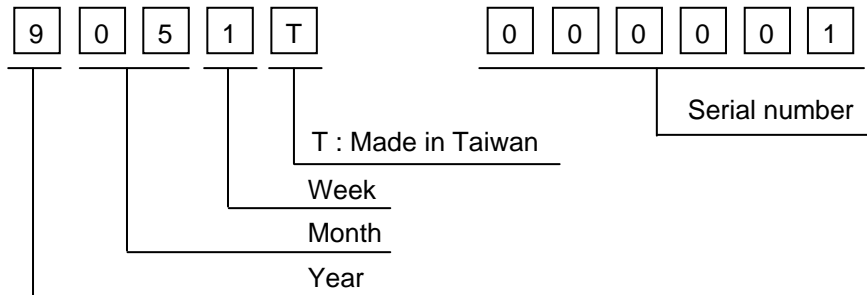 9 0 5 1 T 0 0 0 0 0 1
Serial number
T : Made in Taiwan
Week
Month
Year